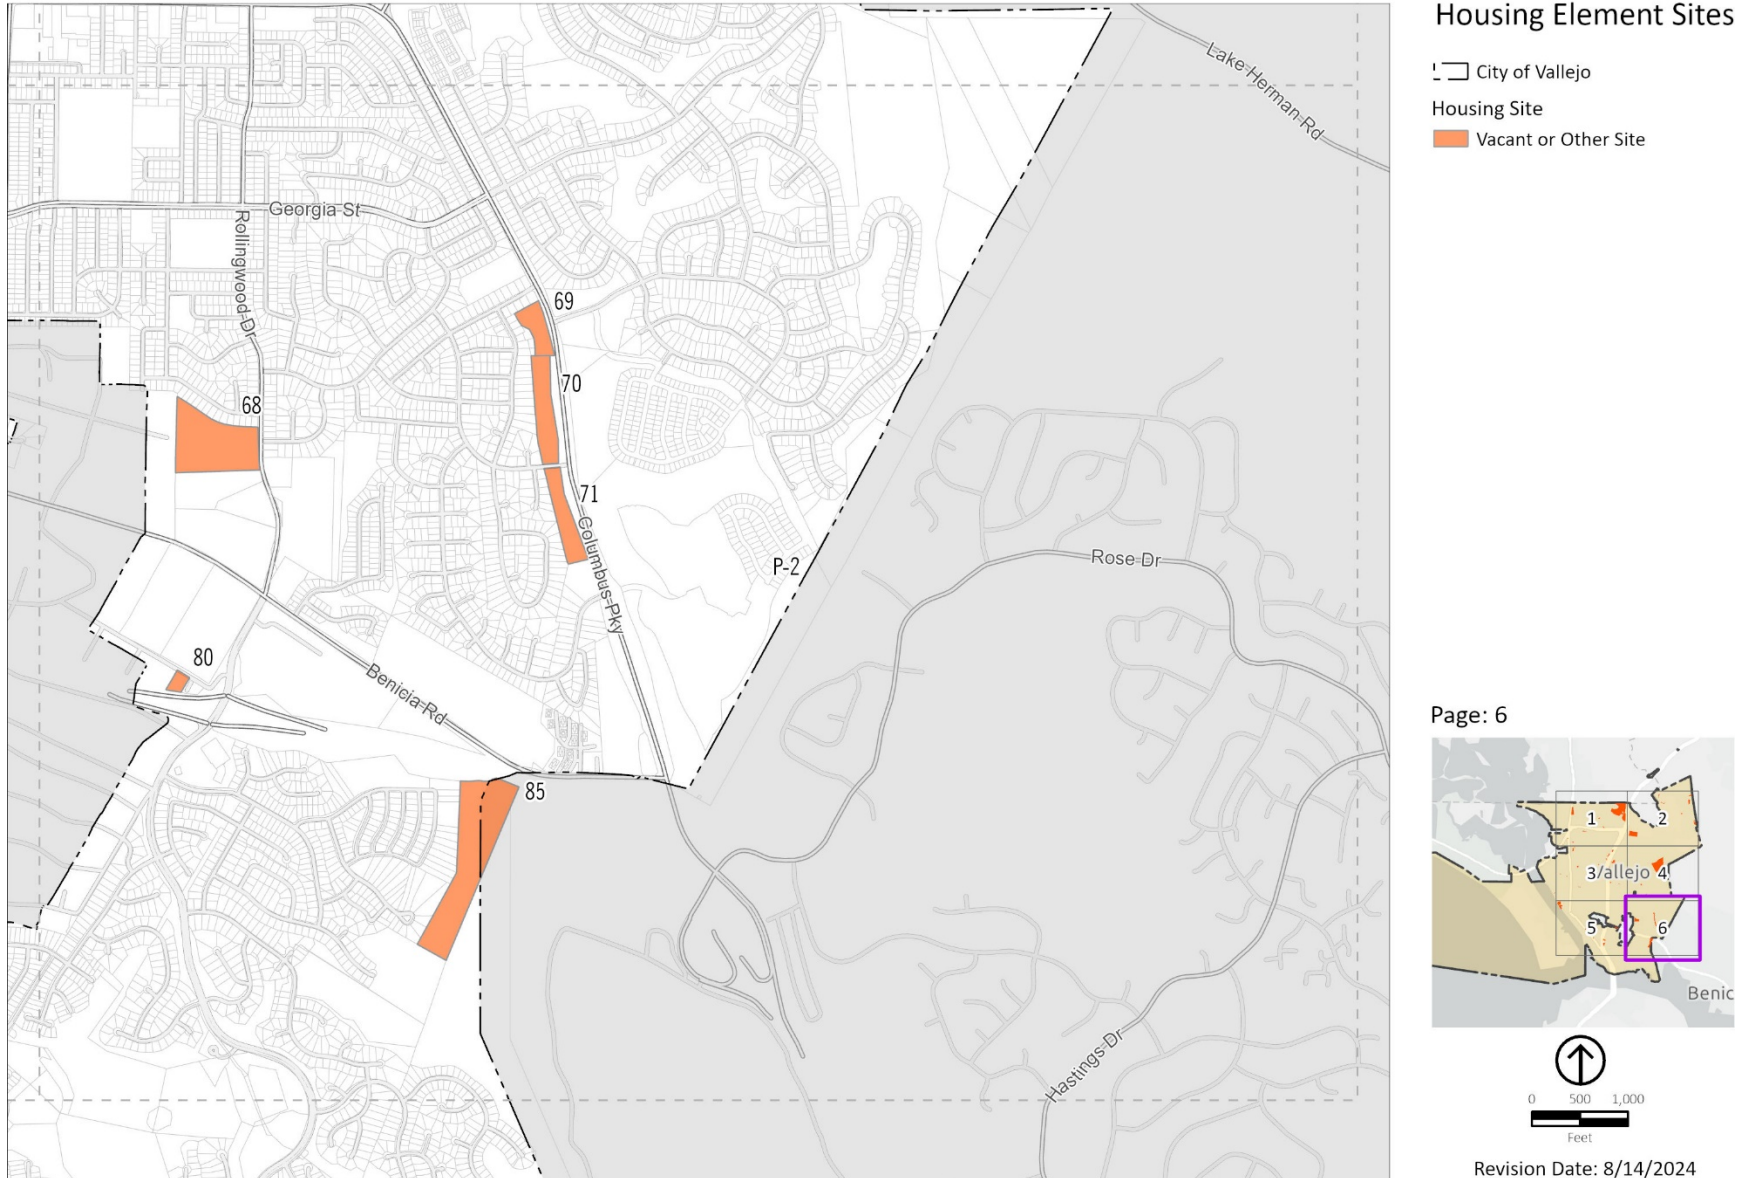 Housing Element Sites
City of Vallejo
Housing Site
Vacant or Other Site
Lake Herman Rd
Georgia St
Rollingwood Dr
69
70
68
71
Columbus Pky
P-2
Rose Dr
80
Benicia Rd
85
Hastings Dr
Page: 6
1
2
3
Vallejo
4
5
6
Benic
0 500 1,000
Feet
Revision Date: 8/14/2024